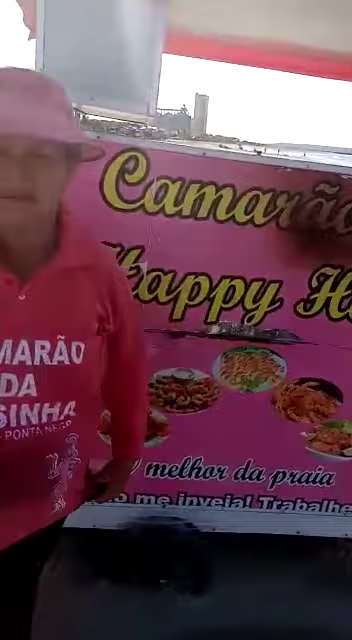 Camarão
Happy H
o melhor da praia
me inveja! Trabalhe
MARÃO
DA
SINHA
PONTA NEGR